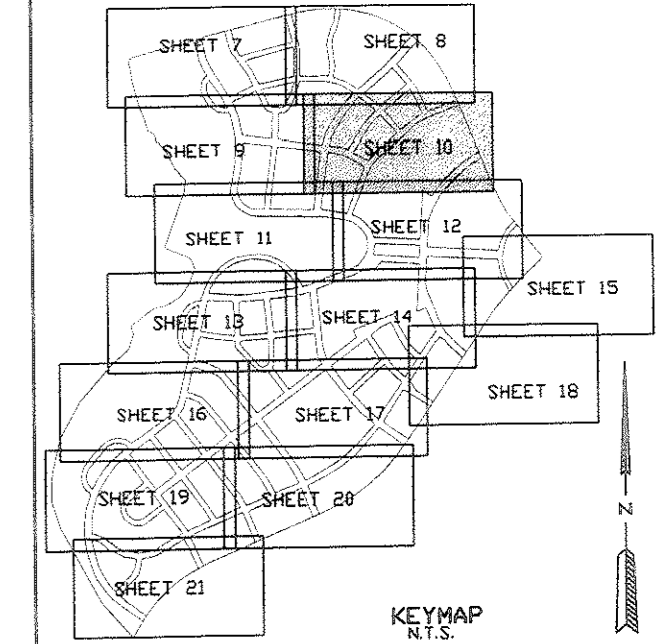 SHEET 7
SHEET 8
SHEET 9
SHEET 10
SHEET 11
SHEET 12
SHEET 13
SHEET 14
SHEET 15
SHEET 16
SHEET 17
SHEET 18
SHEET 19
SHEET 20
SHEET 21
N
KEYMAP
N.T.S.